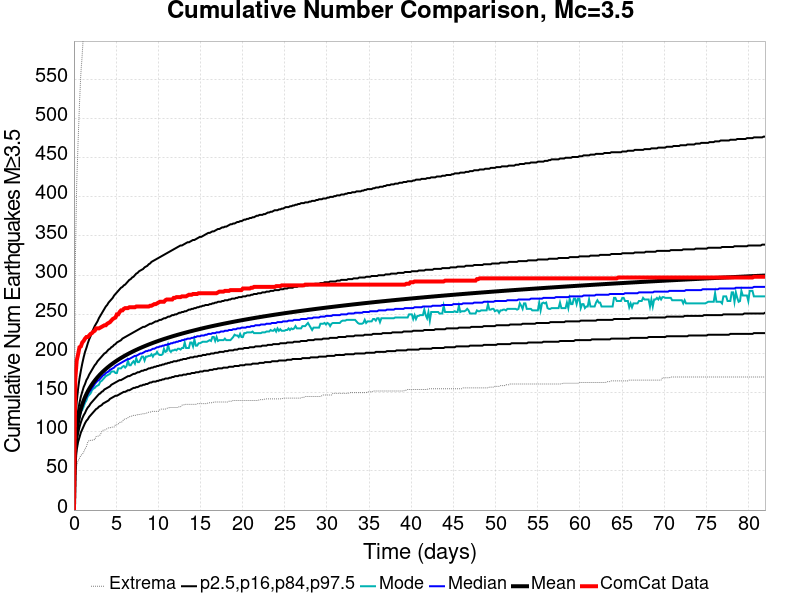 Cumulative Number Comparison, Mc=3.5
Cumulative Num Earthquakes M≥3.5
550
500
450
400
350
300
250
200
150
100
50
0
0 5 10 15 20 25 30 35 40 45 50 55 60 65 70 75 80
Time (days)
Extrema p2.5,p16,p84,p97.5 Mode Median Mean ComCat Data